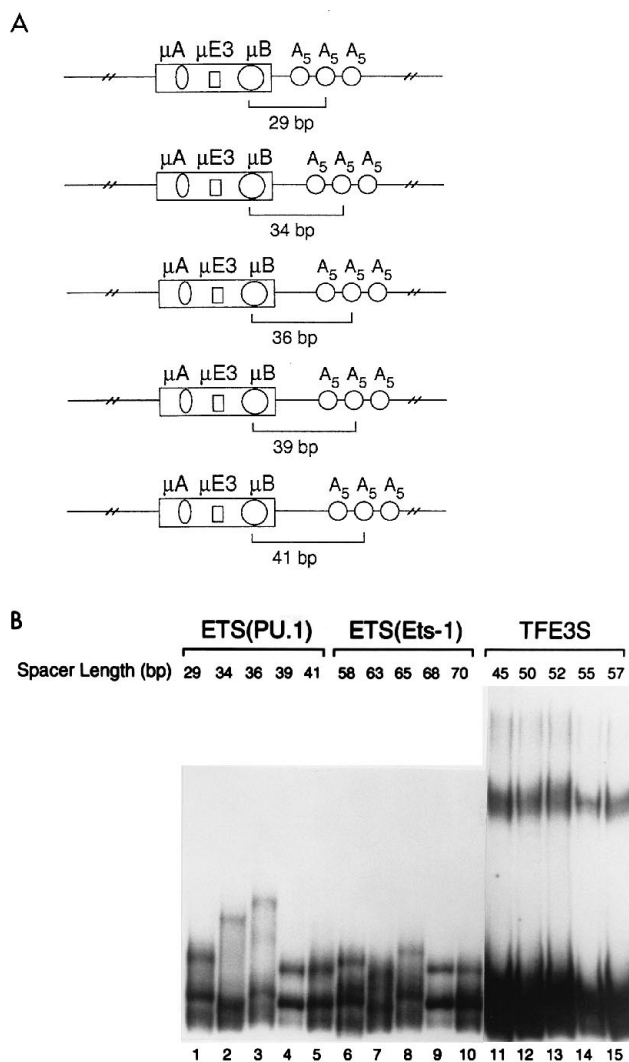 A
μA μE3 μB A5 A5 A5
29 bp
μA μE3 μB A5 A5 A5
34 bp
μA μE3 μB A5 A5 A5
36 bp
μA μE3 μB A5 A5 A5
39 bp
μA μE3 μB A5 A5 A5
41 bp
B
ETS(PU.1) ETS(Ets-1) TFE3S
Spacer Length (bp) 29 34 36 39 41 58 63 65 68 70 45 50 52 55 57
1 2 3 4 5 6 7 8 9 10 11 12 13 14 15